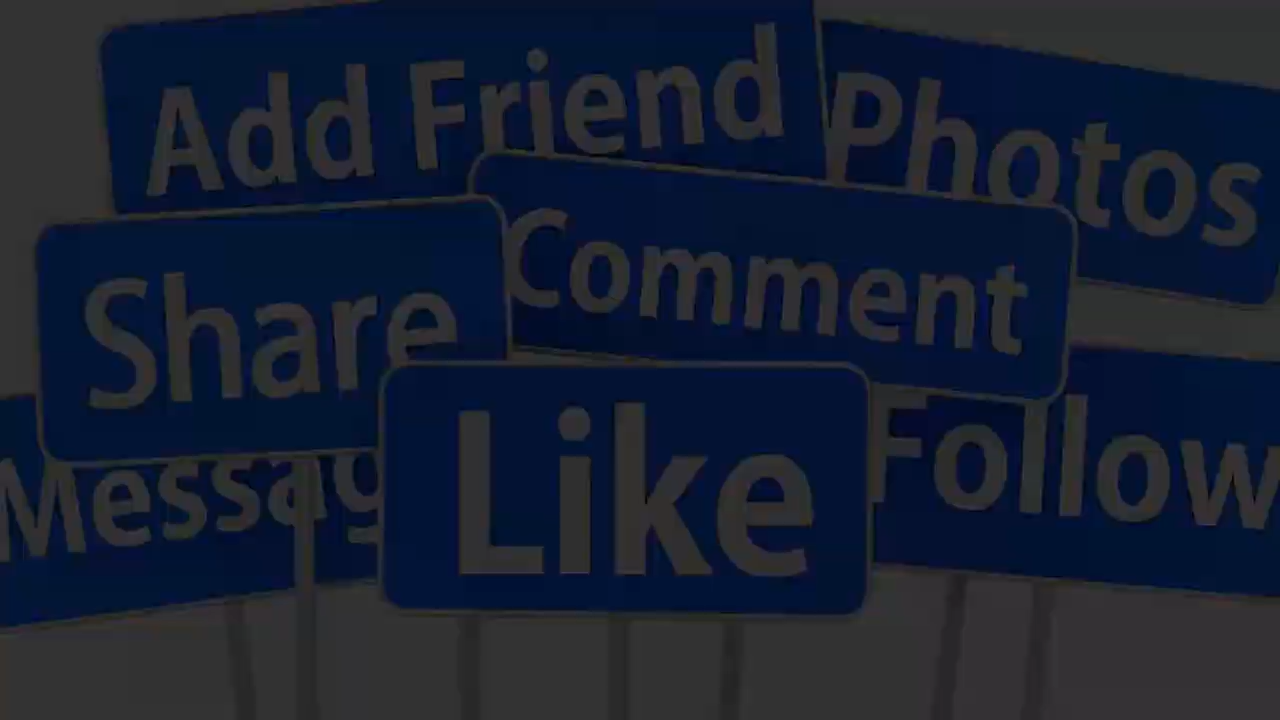 Add Friend
Photos
Comment
Share
Messag
Like
Follow